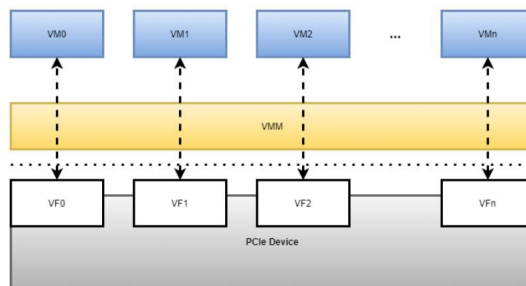 VM0 VM1 VM2 ... VMn
VMM
VF0 VF1 VF2 VFn
PCIe Device